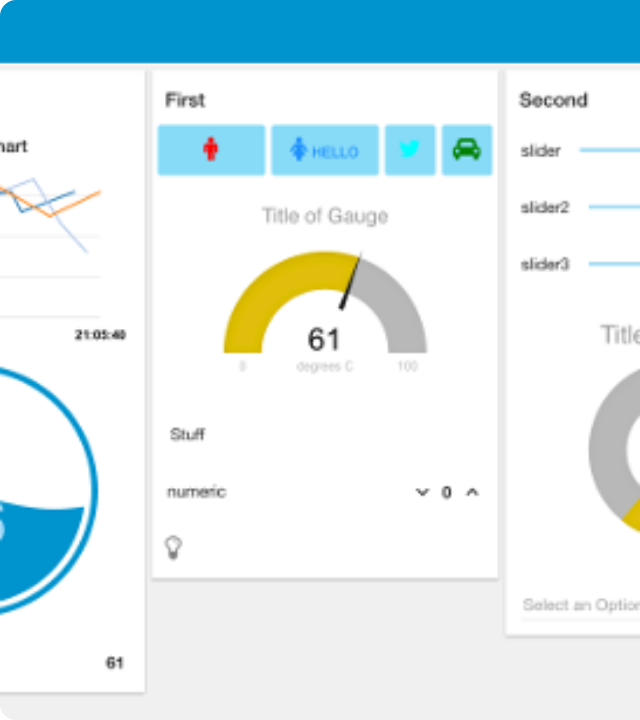 hart
21:05:40
61
First
HELLO
Title of Gauge
61
0 degrees C 100
Stuff
numeric 0
Second
slider
slider2
slider3
Title
Select an Option